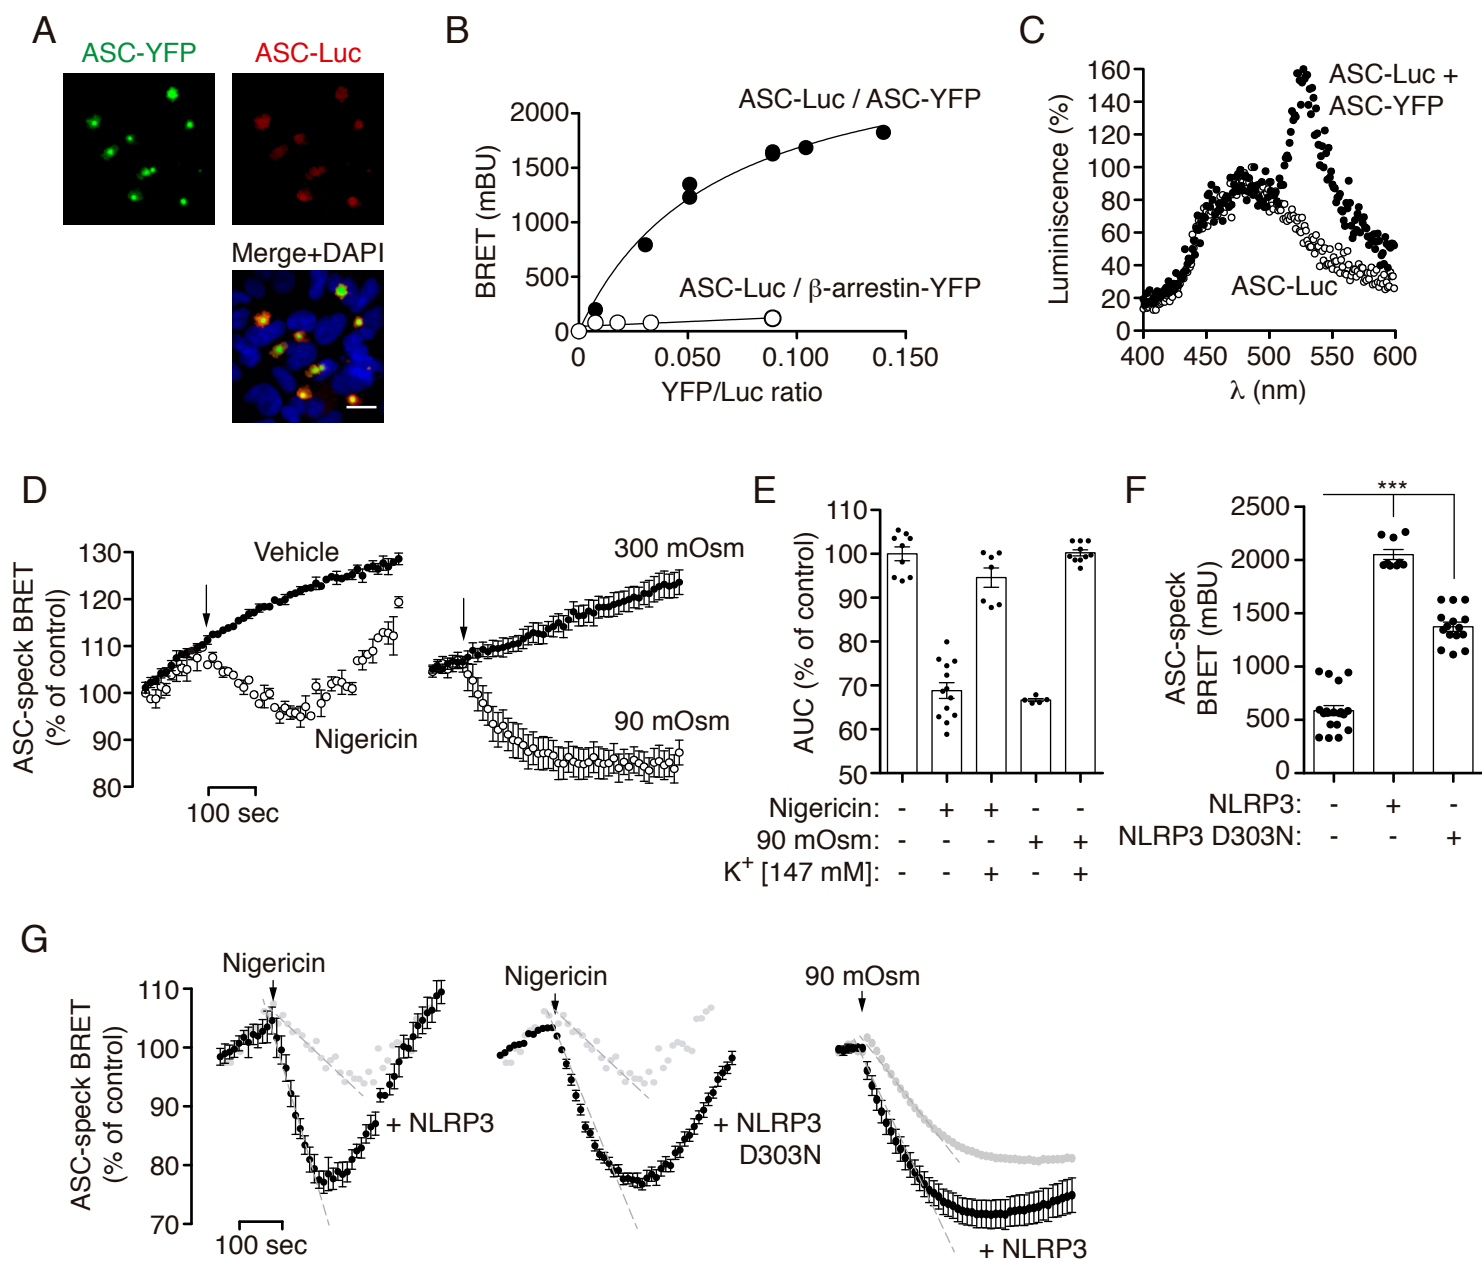 A
ASC-YFP
ASC-Luc
Merge+DAPI
B
BRET (mBU)
2000
1500
1000
500
0
ASC-Luc / ASC-YFP
ASC-Luc / β-arrestin-YFP
0 0.050 0.100 0.150
YFP/Luc ratio
C
Luminiscence (%)
160
140
120
100
80
60
40
20
0
ASC-Luc +
ASC-YFP
ASC-Luc
400 450 500 550 600
λ (nm)
D
ASC-speck BRET
(% of control)
130
120
110
100
90
80
Vehicle
Nigericin
300 mOsm
90 mOsm
100 sec
E
AUC (% of control)
110
100
90
80
70
60
50
Nigericin: - + + - -
90 mOsm: - - - + +
K+ [147 mM]: - - + - +
F
ASC-speck
BRET (mBU)
2500
2000
1500
1000
500
0
***
NLRP3: - + -
NLRP3 D303N: - - +
G
ASC-speck BRET
(% of control)
110
100
90
80
70
Nigericin
+ NLRP3
100 sec
Nigericin
+ NLRP3
D303N
90 mOsm
+ NLRP3